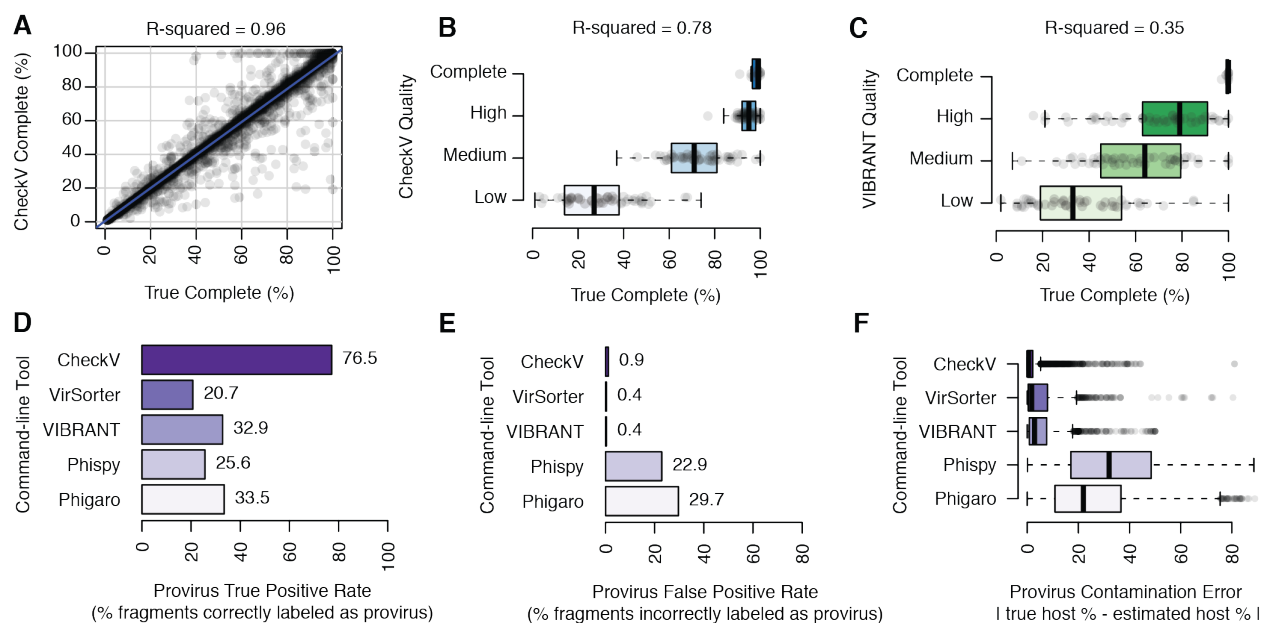 A
R-squared = 0.96
CheckV Complete (%)
100
80
60
40
20
0
0 20 40 60 80 100
True Complete (%)
B
R-squared = 0.78
CheckV Quality
Complete
High
Medium
Low
0 20 40 60 80 100
True Complete (%)
C
R-squared = 0.35
VIBRANT Quality
Complete
High
Medium
Low
0 20 40 60 80 100
True Complete (%)
D
Command-line Tool
CheckV 76.5
VirSorter 20.7
VIBRANT 32.9
Phispy 25.6
Phigaro 33.5
0 20 40 60 80 100
Provirus True Positive Rate
(% fragments correctly labeled as provirus)
E
Command-line Tool
CheckV 0.9
VirSorter 0.4
VIBRANT 0.4
Phispy 22.9
Phigaro 29.7
0 20 40 60 80
Provirus False Positive Rate
(% fragments incorrectly labeled as provirus)
F
Command-line Tool
CheckV
VirSorter
VIBRANT
Phispy
Phigaro
0 20 40 60 80
Provirus Contamination Error
| true host % - estimated host % |